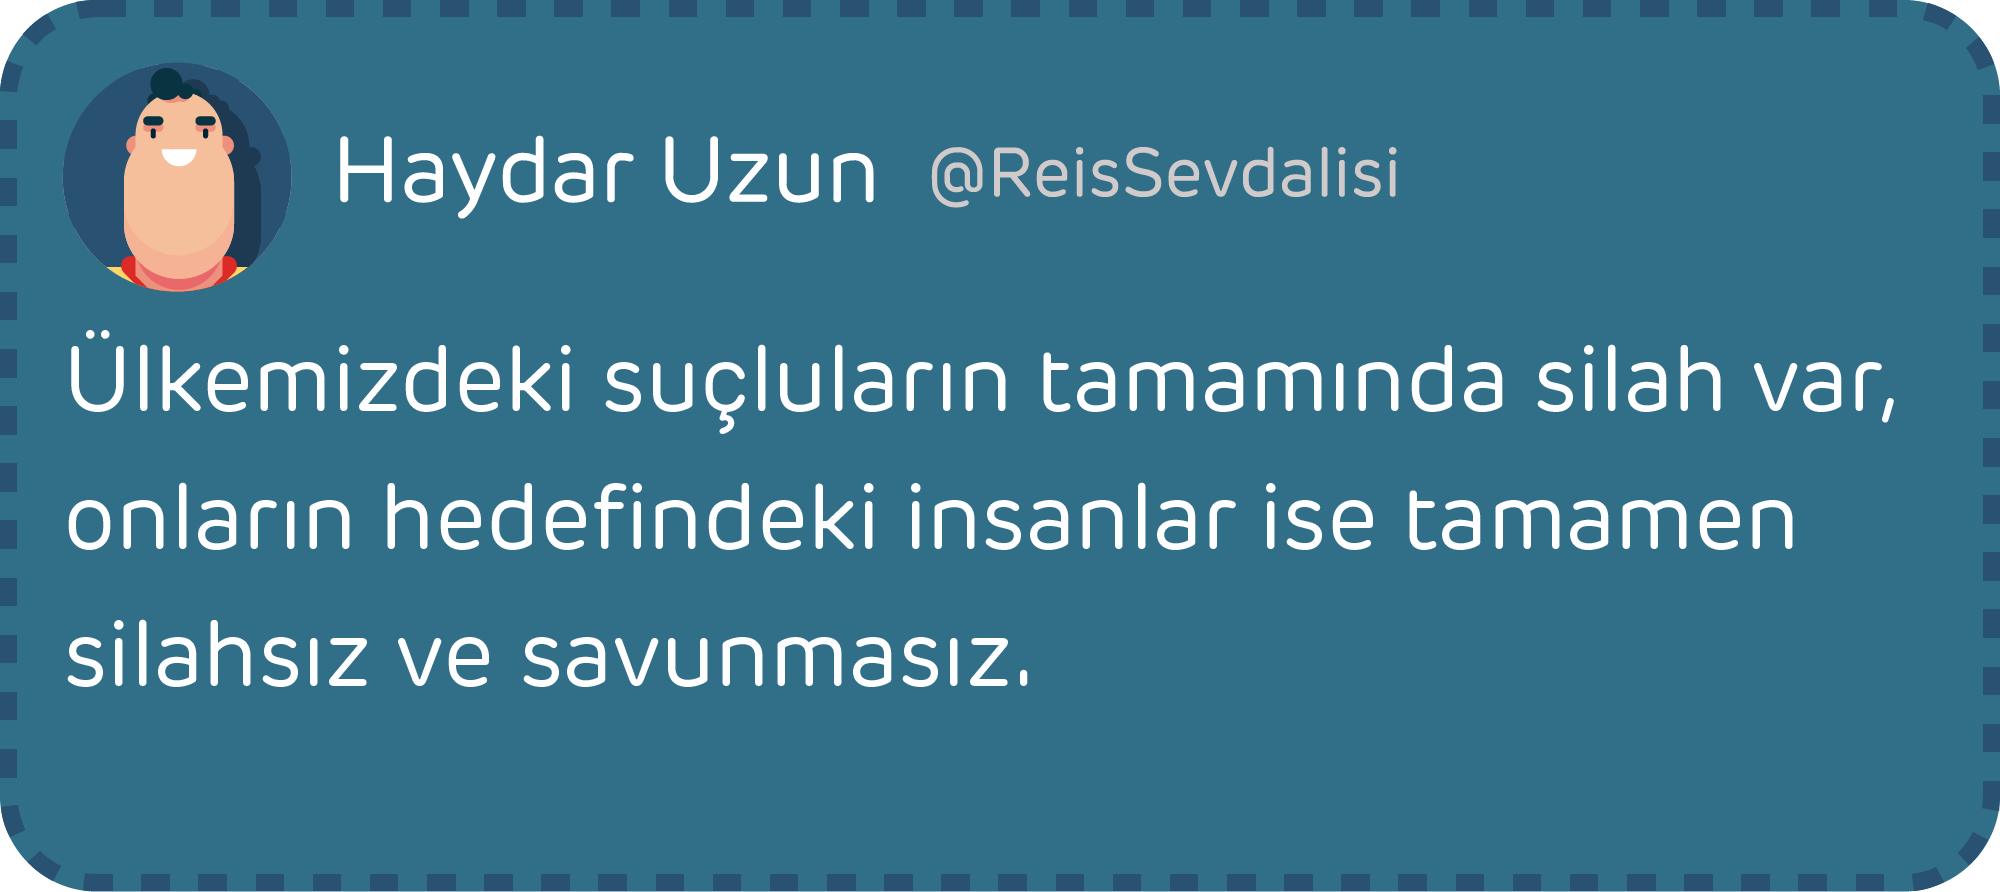 Haydar Uzun @ReisSevdalisi
Ülkemizdeki suçluların tamamında silah var,
onların hedefindeki insanlar ise tamamen
silahsız ve savunmasız.